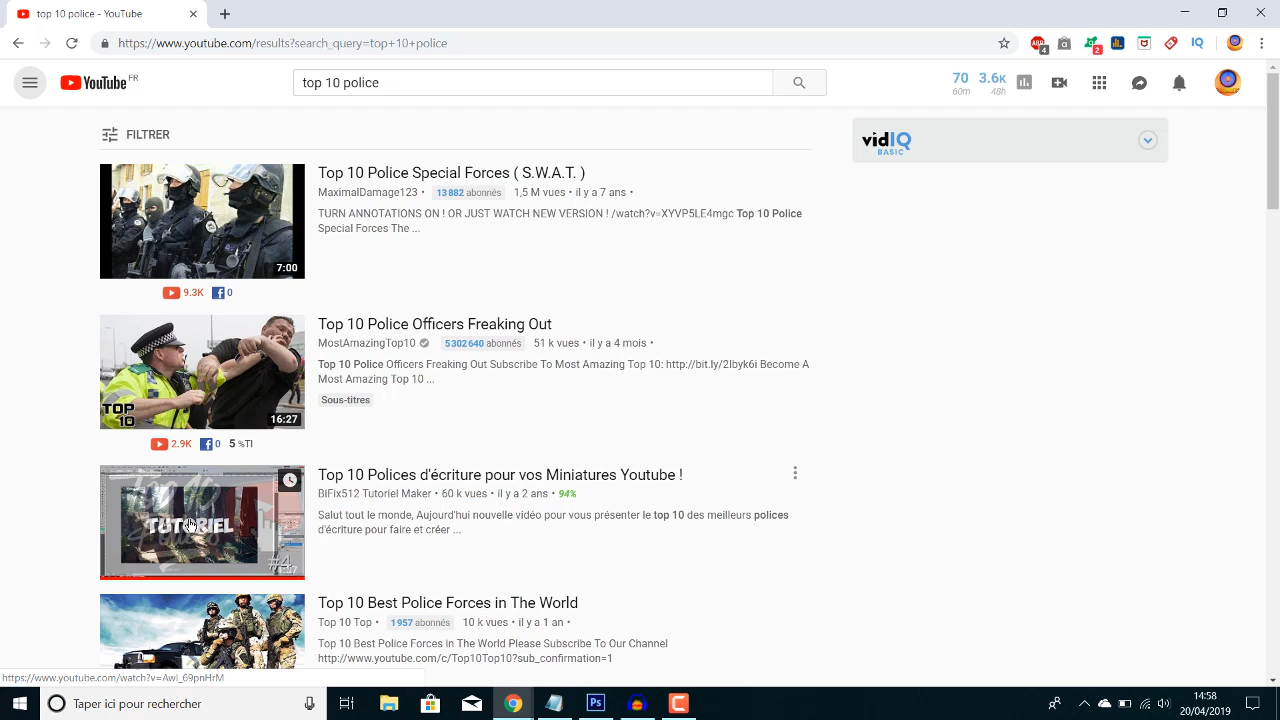 top 10 police - YouTube
https://www.youtube.com/results?search_query=top+10+police
4
2
IQ
YouTube FR
top 10 police
70 3.6K
60m 48h
FILTRER
vidIQ
BASIC
Top 10 Police Special Forces ( S.W.A.T. )
MaximalDamage123 • 13 882 abonnés 1,5 M vues • il y a 7 ans •
TURN ANNOTATIONS ON ! OR JUST WATCH NEW VERSION ! /watch?v=XYVP5LE4mgc Top 10 Police
Special Forces The ...
7:00
9.3K 0
Top 10 Police Officers Freaking Out
MostAmazingTop10 5 302 640 abonnés 51 k vues • il y a 4 mois •
Top 10 Police Officers Freaking Out Subscribe To Most Amazing Top 10: http://bit.ly/2Ibyk6i Become A
Most Amazing Top 10 ...
Sous-titres
TOP
10
16:27
2.9K 0 5 %TI
Top 10 Polices d'écriture pour vos Miniatures Youtube !
BiFix512 Tutoriel Maker • 60 k vues • il y a 2 ans • 94%
Salut tout le monde, Aujourd'hui nouvelle vidéo pour vous présenter le top 10 des meilleurs polices
d'écriture pour faire et créer ...
TUTORIEL
#4
Top 10 Best Police Forces in The World
Top 10 Top • 1 957 abonnés 10 k vues • il y a 1 an •
Top 10 Best Police Forces in The World Please Subscribe To Our Channel
http://www.youtube.com/c/Top10Top10?sub_confirmation=1
https://www.youtube.com/watch?v=AwI_69pnHrM
Taper ici pour rechercher
Ps
14:58
20/04/2019